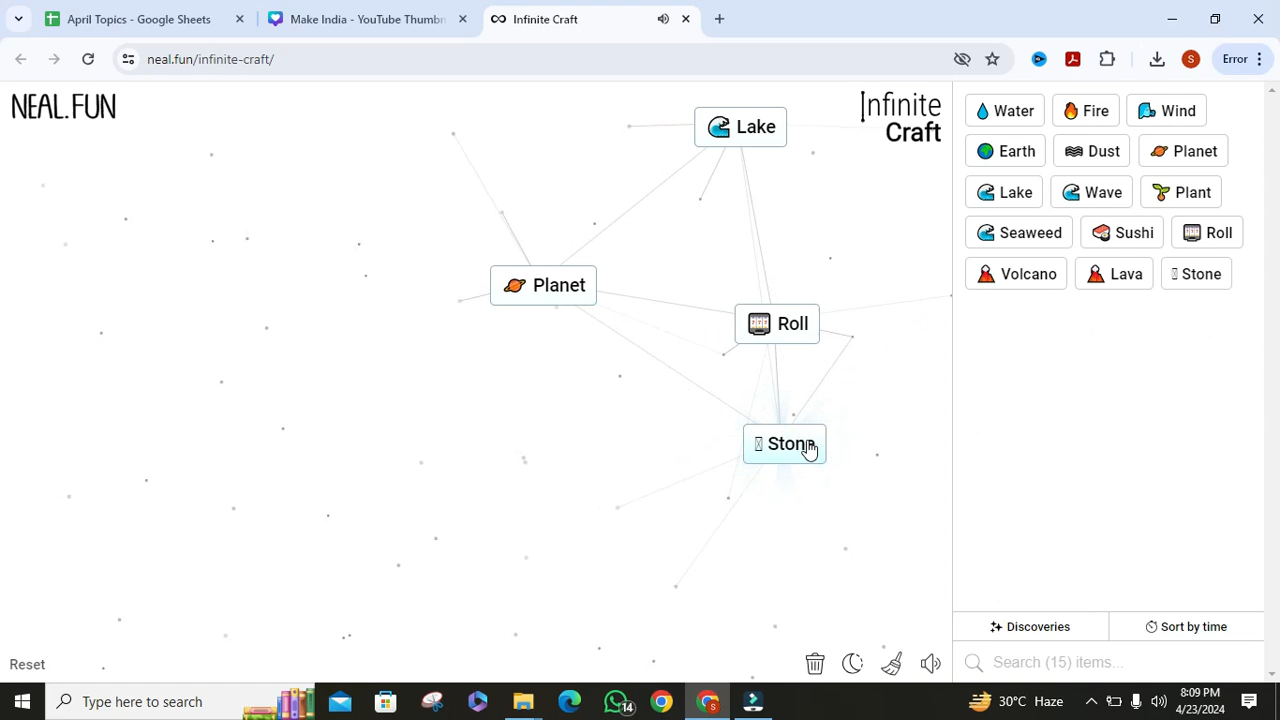 April Topics - Google Sheets
Make India - YouTube Thumbn
Infinite Craft
neal.fun/infinite-craft/
Error
NEAL.FUN
Infinite
Craft
Lake
Planet
Roll
Stone
Water
Fire
Wind
Earth
Dust
Planet
Lake
Wave
Plant
Seaweed
Sushi
Roll
Volcano
Lava
Stone
Discoveries
Sort by time
Search (15) items...
Reset
Type here to search
14
30°C Haze
8:09 PM
4/23/2024